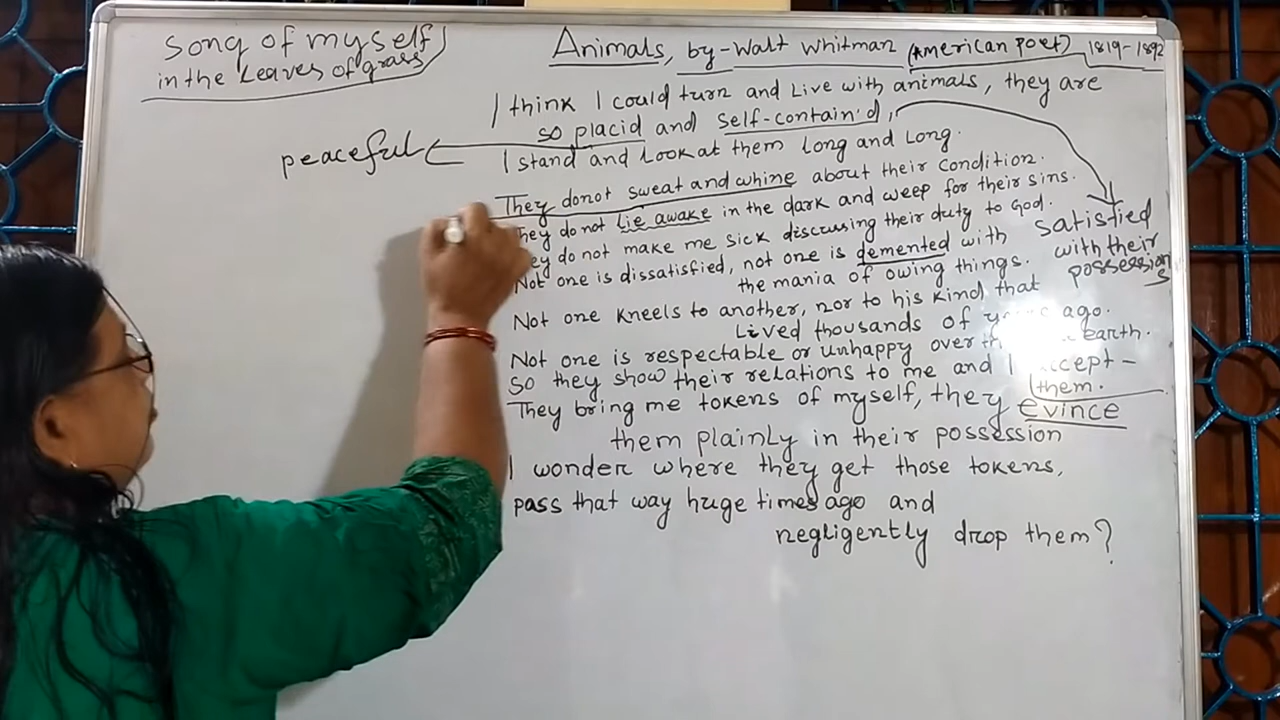 Song of myself
in the Leaves of grass
Animals, by-Walt Whitman (American Poet) 1819-1892
I think I could turn and Live with animals, they are
so placid and Self-contain'd,
peaceful
I stand and Look at them Long and Long.
They donot sweat and whine about their condition.
They do not Lie awake in the dark and weep for their sins.
They do not make me sick discussing their duty to God.
Not one is dissatisfied, not one is demented with
the mania of owing things.
satisfied
with their
possessions
Not one kneels to another, nor to his kind that
Lived thousands of ago.
Not one is respectable or unhappy over earth.
So they show their relations to me and I accept-
them.
They bring me tokens of myself, they evince
them plainly in their possession
I wonder where they get those tokens,
pass that way huge times ago and
negligently drop them?